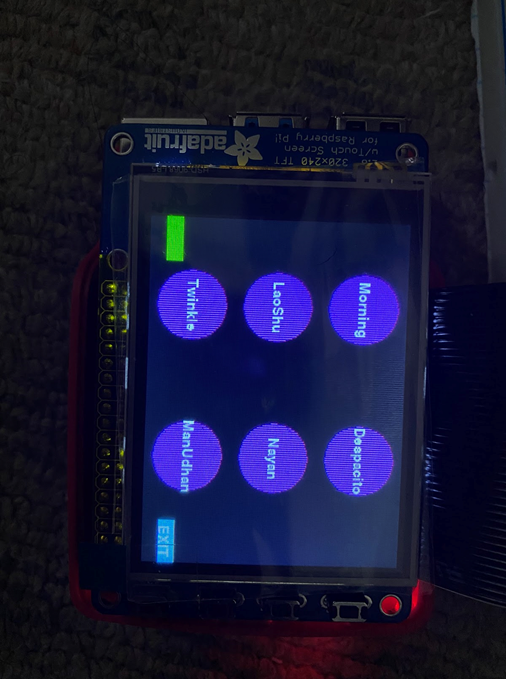 adafruit
320x240 TFT
w/Touch Screen
for Raspberry Pi!
Morning Despacito
LaoShu Nayan
Twinkle ManUdhan
EXIT